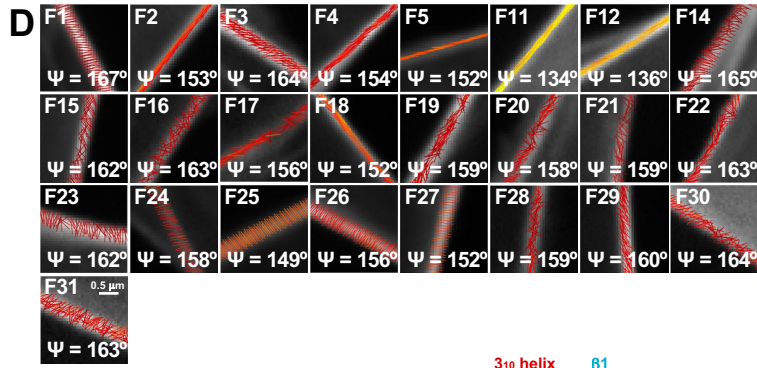 D
F1 F2 F3 F4 F5 F11 F12 F14
Ψ = 167º Ψ = 153º Ψ = 164º Ψ = 154º Ψ = 152º Ψ = 134º Ψ = 136º Ψ = 165º
F15 F16 F17 F18 F19 F20 F21 F22
Ψ = 162º Ψ = 163º Ψ = 156º Ψ = 152º Ψ = 159º Ψ = 158º Ψ = 159º Ψ = 163º
F23 F24 F25 F26 F27 F28 F29 F30
Ψ = 162º Ψ = 158º Ψ = 149º Ψ = 156º Ψ = 152º Ψ = 159º Ψ = 160º Ψ = 164º
F31 0.5 μm
Ψ = 163º
3₁₀ helix β1